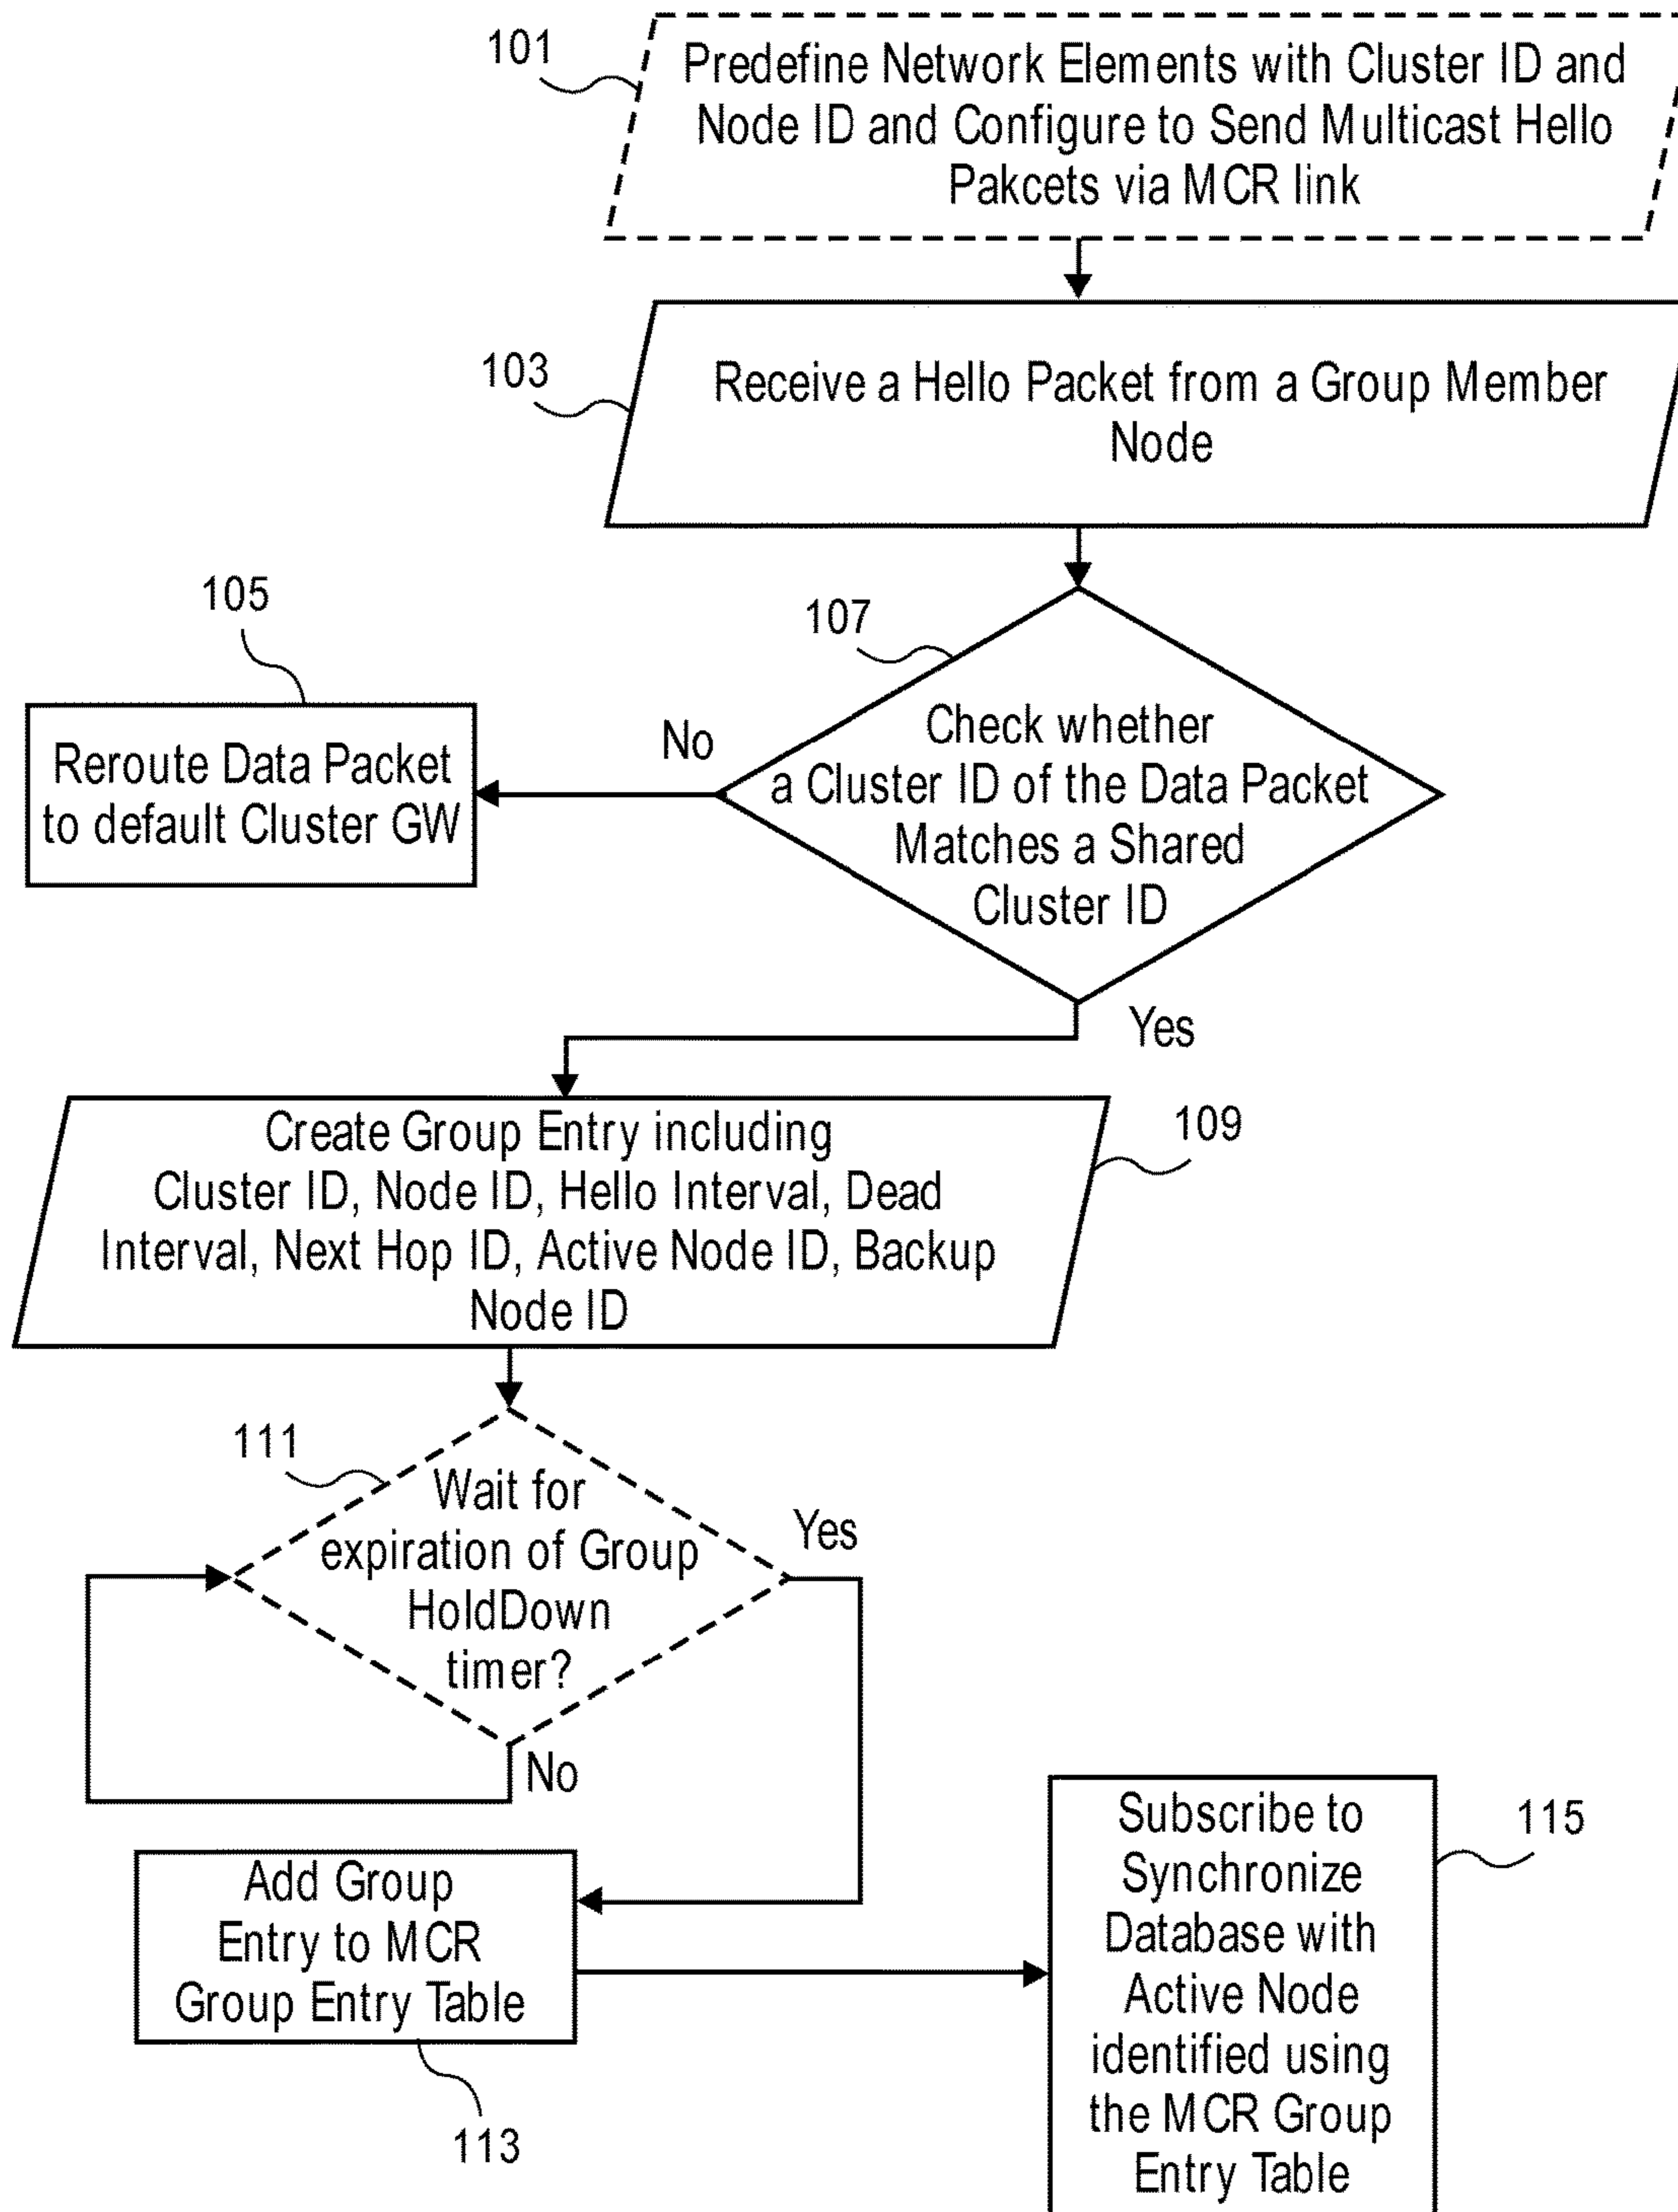 101
Predefine Network Elements with Cluster ID and
Node ID and Configure to Send Multicast Hello
Pakcets via MCR link
103
Receive a Hello Packet from a Group Member
Node
105
Reroute Data Packet
to default Cluster GW
No
107
Check whether
a Cluster ID of the Data Packet
Matches a Shared
Cluster ID
Yes
Create Group Entry including
Cluster ID, Node ID, Hello Interval, Dead
Interval, Next Hop ID, Active Node ID, Backup
Node ID
109
111
Wait for
expiration of Group
HoldDown
timer?
Yes
No
Add Group
Entry to MCR
Group Entry Table
113
Subscribe to
Synchronize
Database with
Active Node
identified using
the MCR Group
Entry Table
115